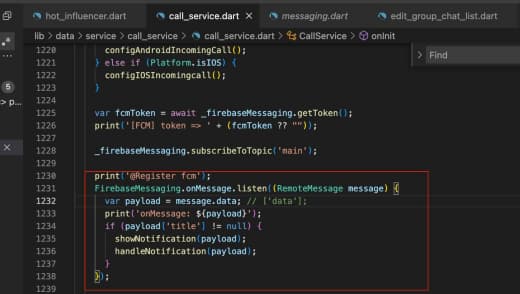 hot_influencer.dart call_service.dart messaging.dart edit_group_chat_list.dart
lib > data > service > call_service > call_service.dart > CallService > onInit
Find
1220 configAndroidIncomingCall();
1221 } else if (Platform.isIOS) {
1222 configIOSIncomingcall();
1223 }
1224
1225 var fcmToken = await _firebaseMessaging.getToken();
1226 print('[FCM] token => ' + (fcmToken ?? ""));
1227
1228 _firebaseMessaging.subscribeToTopic('main');
1229
5
> p...
1230 print('@Register fcm');
1231 FirebaseMessaging.onMessage.listen((RemoteMessage message) {
1232 var payload = message.data; // ['data'];
1233 print('onMessage: ${payload}');
1234 if (payload['title'] != null) {
1235 showNotification(payload);
1236 handleNotification(payload);
1237 }
1238 });
1239